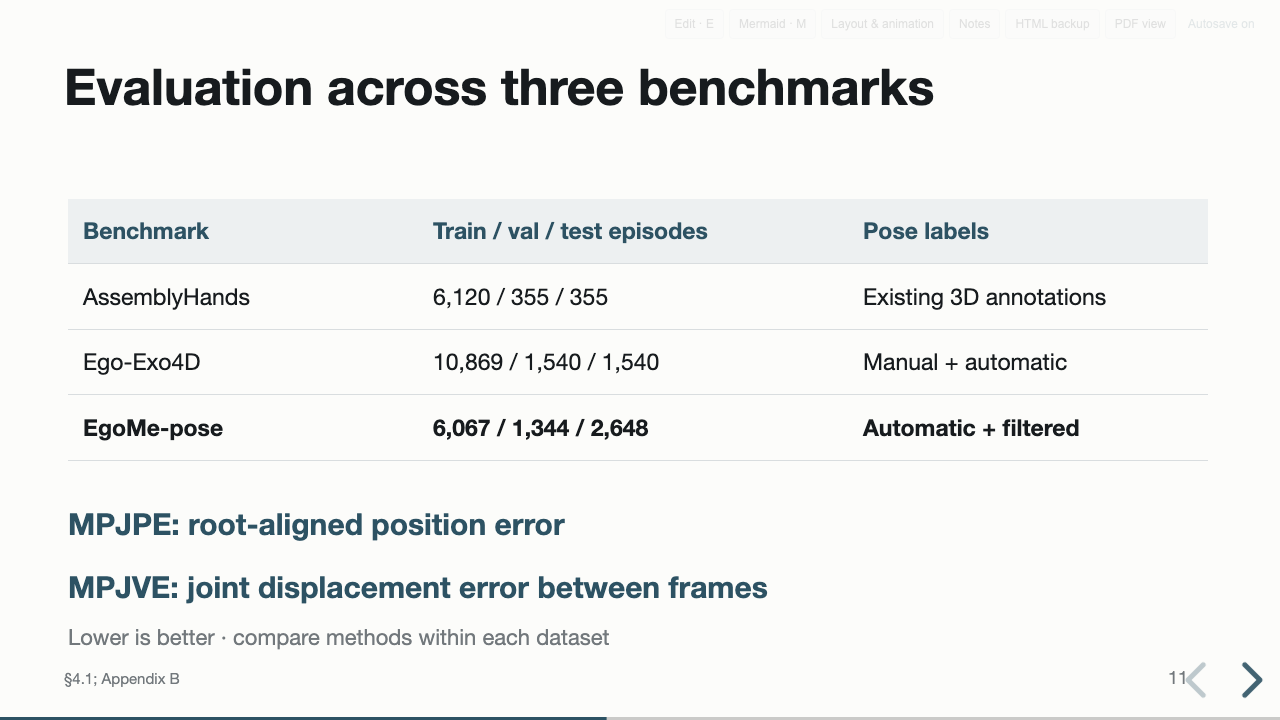 Edit · E Mermaid · M Layout & animation Notes HTML backup PDF view Autosave on
Evaluation across three benchmarks
Benchmark Train / val / test episodes Pose labels
AssemblyHands 6,120 / 355 / 355 Existing 3D annotations
Ego-Exo4D 10,869 / 1,540 / 1,540 Manual + automatic
EgoMe-pose 6,067 / 1,344 / 2,648 Automatic + filtered
MPJPE: root-aligned position error
MPJVE: joint displacement error between frames
Lower is better · compare methods within each dataset
§4.1; Appendix B 11